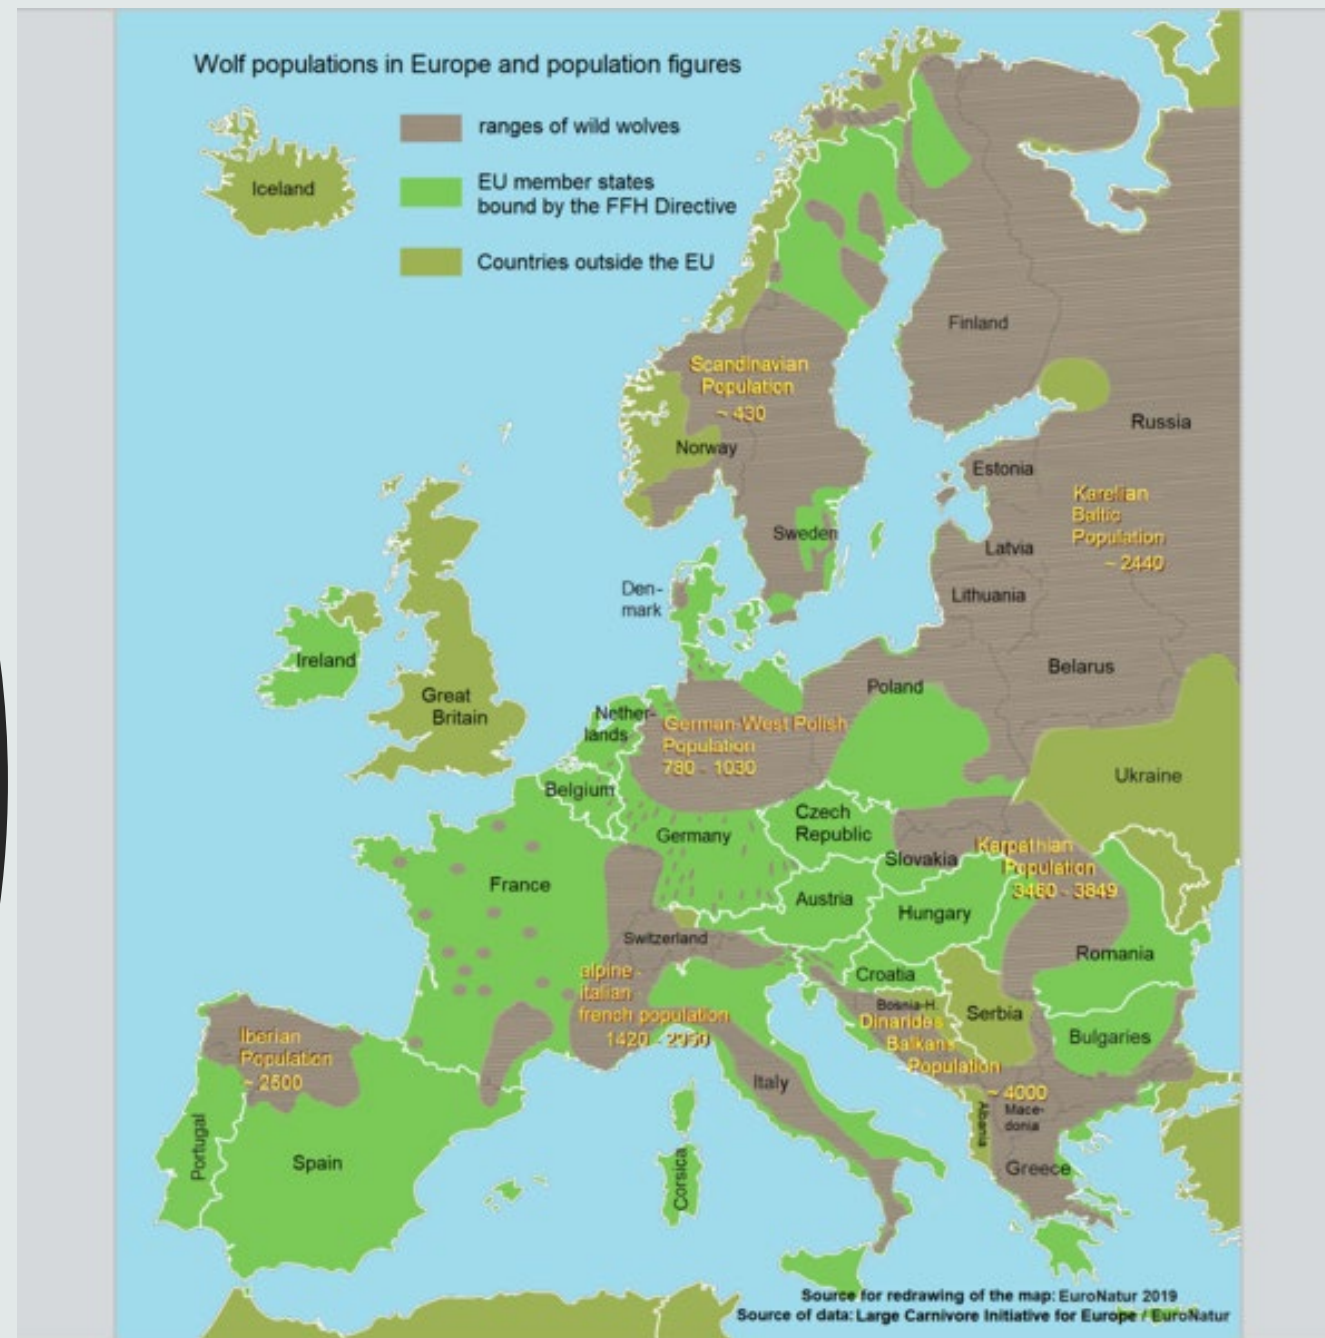 Wolf populations in Europe and population figures
ranges of wild wolves
EU member states
bound by the FFH Directive
Countries outside the EU
Iceland
Finland
Scandinavian
Population
~ 430
Russia
Norway
Estonia
Karelian
Baltic
Population
~ 2440
Sweden
Latvia
Den-
mark
Lithuania
Ireland
Belarus
Poland
Great
Britain
Nether-
lands
German-West Polish
Population
780 - 1030
Ukraine
Belgium
Czech
Republic
Germany
Slovakia
Karpathian
Population
3460 - 3849
France
Austria
Hungary
Switzerland
Romania
alpine -
italian
french population
1420 - 2950
Croatia
Bosnia-H.
Serbia
Dinarides
Balkans
Population
~ 4000
Bulgaries
Iberian
Population
~ 2500
Italy
Albania
Mace-
donia
Portugal
Spain
Corsica
Greece
Source for redrawing of the map: EuroNatur 2019
Source of data: Large Carnivore Initiative for Europe / EuroNatur